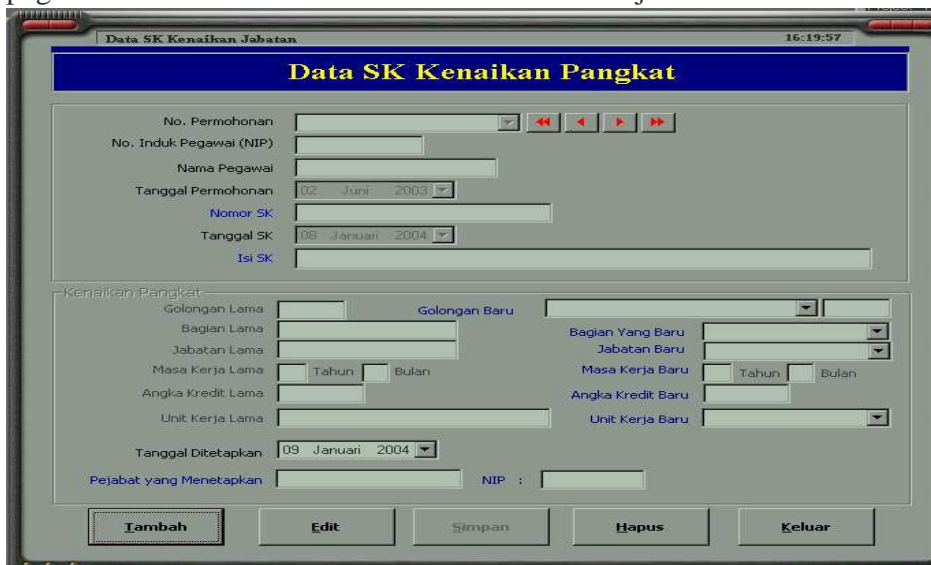 Data SK Kenaikan Jabatan 16:19:57
Data SK Kenaikan Pangkat
No. Permohonan
No. Induk Pegawai (NIP)
Nama Pegawai
Tanggal Permohonan 02 Juni 2003
Nomor SK
Tanggal SK 08 Januari 2004
Isi SK
Kenaikan Pangkat
Golongan Lama Golongan Baru
Bagian Lama Bagian Yang Baru
Jabatan Lama Jabatan Baru
Masa Kerja Lama Tahun Bulan Masa Kerja Baru Tahun Bulan
Angka Kredit Lama Angka Kredit Baru
Unit Kerja Lama Unit Kerja Baru
Tanggal Ditetapkan 09 Januari 2004
Pejabat yang Menetapkan NIP :
Tambah Edit Simpan Hapus Keluar